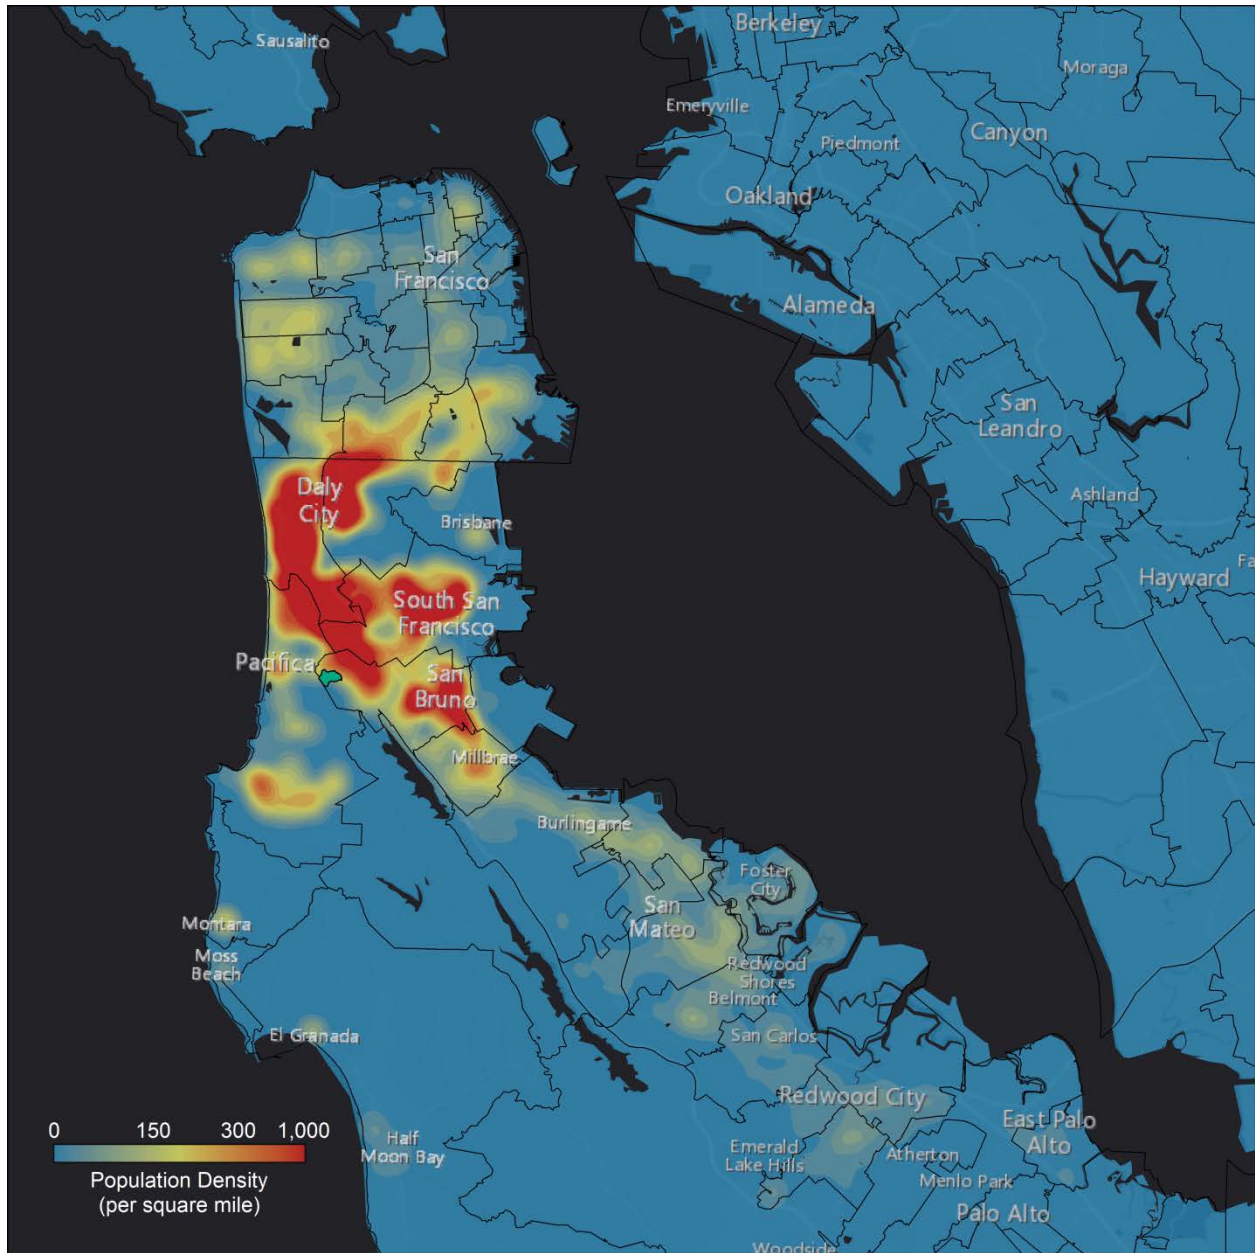 Berkeley
Sausalito
Moraga
Emeryville
Canyon
Piedmont
Oakland
San
Francisco
Alameda
San
Leandro
Daly
City
Ashland
Brisbane
Hayward
South San
Francisco
Pacifica
San
Bruno
Millbrae
Burlingame
Foster
City
San
Mateo
Montara
Moss
Beach
Redwood
Shores
Belmont
El Granada
San Carlos
Redwood City
East Palo
Alto
Half
Moon Bay
Emerald
Lake Hills
Atherton
Menlo Park
Palo Alto
Woodside
0 150 300 1,000
Population Density
(per square mile)